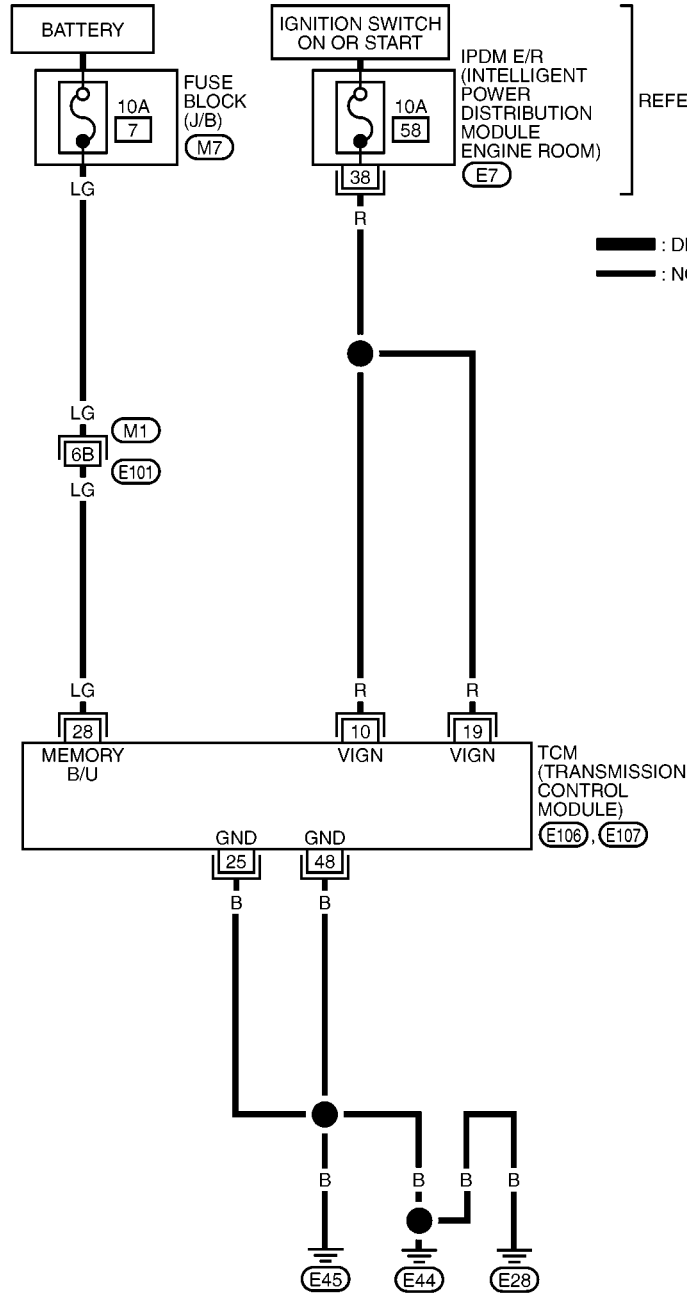 BATTERY
IGNITION SWITCH
ON OR START
10A
7
FUSE
BLOCK
(J/B)
M7
10A
58
38
IPDM E/R
(INTELLIGENT
POWER
DISTRIBUTION
MODULE
ENGINE ROOM)
E7
REFE
LG
R
: D
: N
LG
M1
6B
E101
LG
LG
R
R
28
10
19
MEMORY
B/U
VIGN
VIGN
TCM
(TRANSMISSION
CONTROL
MODULE)
E106 , E107
GND
GND
25
48
B
B
B
B
B
B
E45
E44
E28